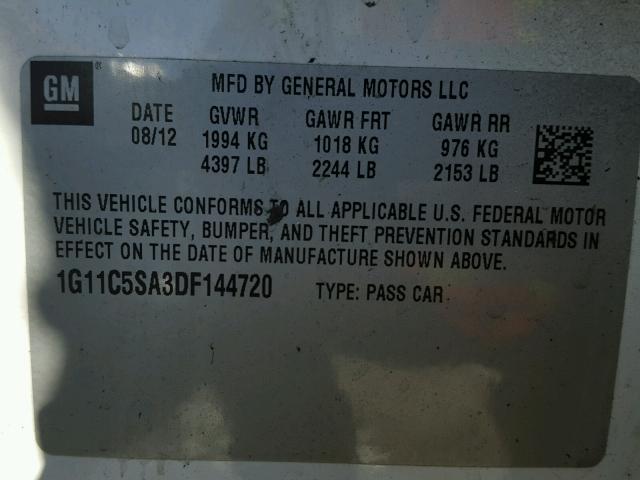 GM ®
MFD BY GENERAL MOTORS LLC
DATE GVWR GAWR FRT GAWR RR
08/12 1994 KG 1018 KG 976 KG
4397 LB 2244 LB 2153 LB
THIS VEHICLE CONFORMS TO ALL APPLICABLE U.S. FEDERAL MOTOR
VEHICLE SAFETY, BUMPER, AND THEFT PREVENTION STANDARDS IN
EFFECT ON THE DATE OF MANUFACTURE SHOWN ABOVE.
1G11C5SA3DF144720 TYPE: PASS CAR